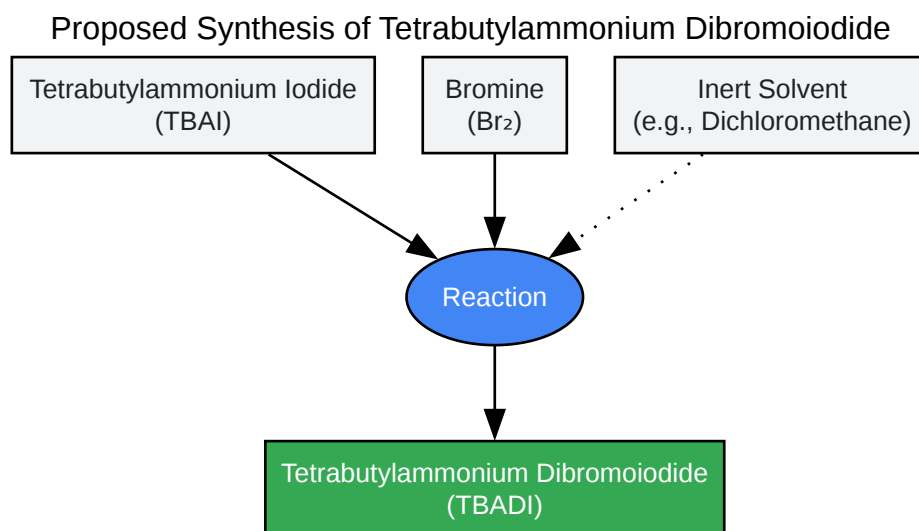 Proposed Synthesis of Tetrabutylammonium Dibromoiodide
Tetrabutylammonium Iodide
(TBAI)
Bromine
(Br₂)
Inert Solvent
(e.g., Dichloromethane)
Reaction
Tetrabutylammonium Dibromoiodide
(TBADI)